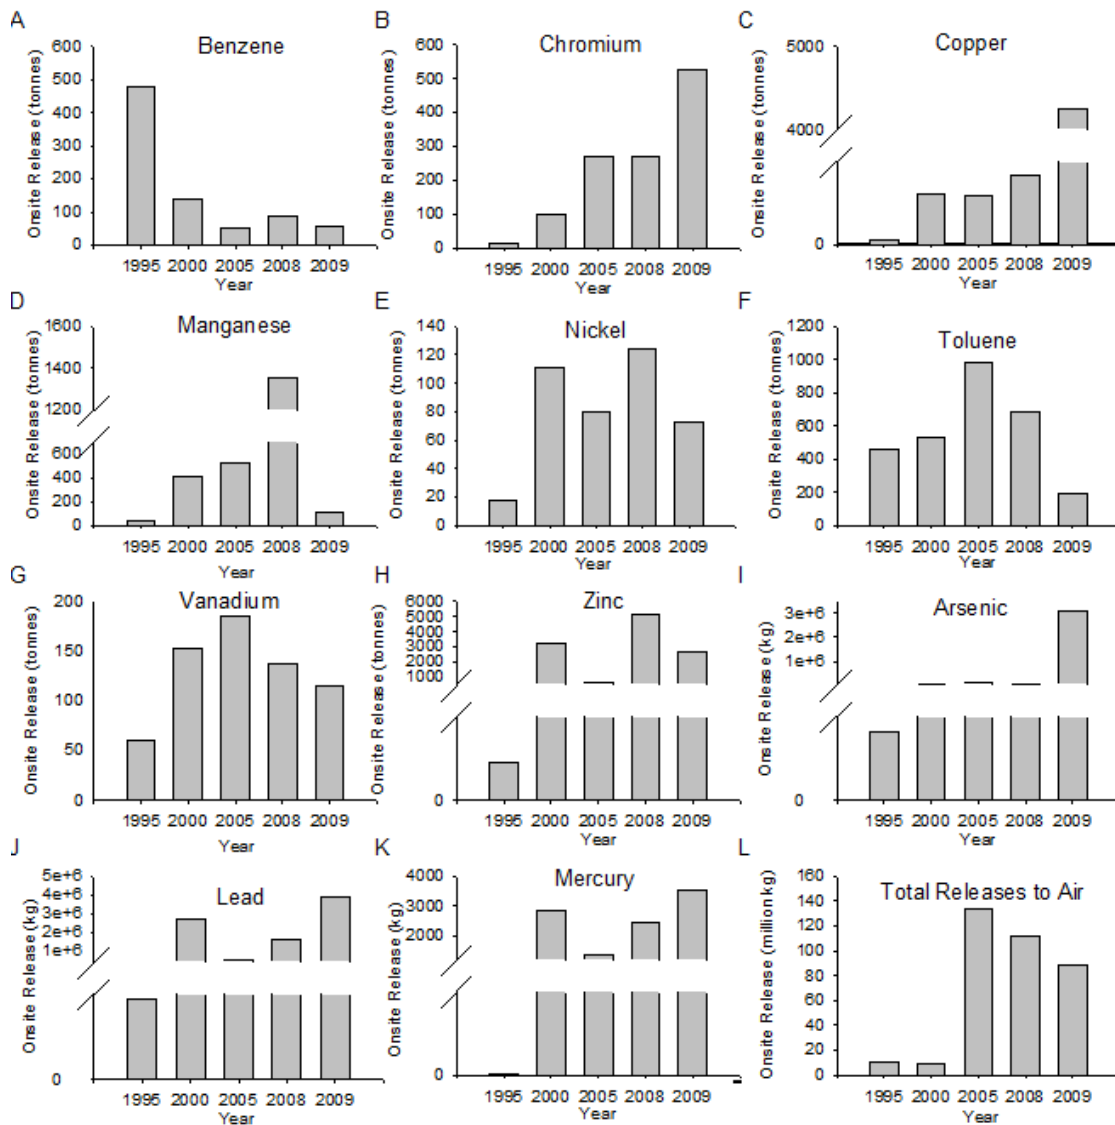 A
Benzene
Onsite Release (tonnes)
600
500
400
300
200
100
0
1995 2000 2005 2008 2009
Year
B
Chromium
Onsite Release (tonnes)
600
500
400
300
200
100
0
1995 2000 2005 2008 2009
Year
C
Copper
Onsite Release (tonnes)
5000
4000
0
1995 2000 2005 2008 2009
Year
D
Manganese
Onsite Release (tonnes)
1600
1400
1200
600
400
200
0
1995 2000 2005 2008 2009
Year
E
Nickel
Onsite Release (tonnes)
140
120
100
80
60
40
20
0
1995 2000 2005 2008 2009
Year
F
Toluene
Onsite Release (tonnes)
1200
1000
800
600
400
200
0
1995 2000 2005 2008 2009
Year
G
Vanadium
Onsite Release (tonnes)
200
150
100
50
0
1995 2000 2005 2008 2009
Year
H
Zinc
Onsite Release (tonnes)
6000
5000
4000
3000
2000
1000
0
1995 2000 2005 2008 2009
Year
I
Arsenic
Onsite Release (kg)
3e+6
2e+6
1e+6
0
1995 2000 2005 2008 2009
Year
J
Lead
Onsite Release (kg)
5e+6
4e+6
3e+6
2e+6
1e+6
0
1995 2000 2005 2008 2009
Year
K
Mercury
Onsite Release (kg)
4000
3000
2000
0
1995 2000 2005 2008 2009
Year
L
Total Releases to Air
Onsite Release (million kg)
160
140
120
100
80
60
40
20
0
1995 2000 2005 2008 2009
Year